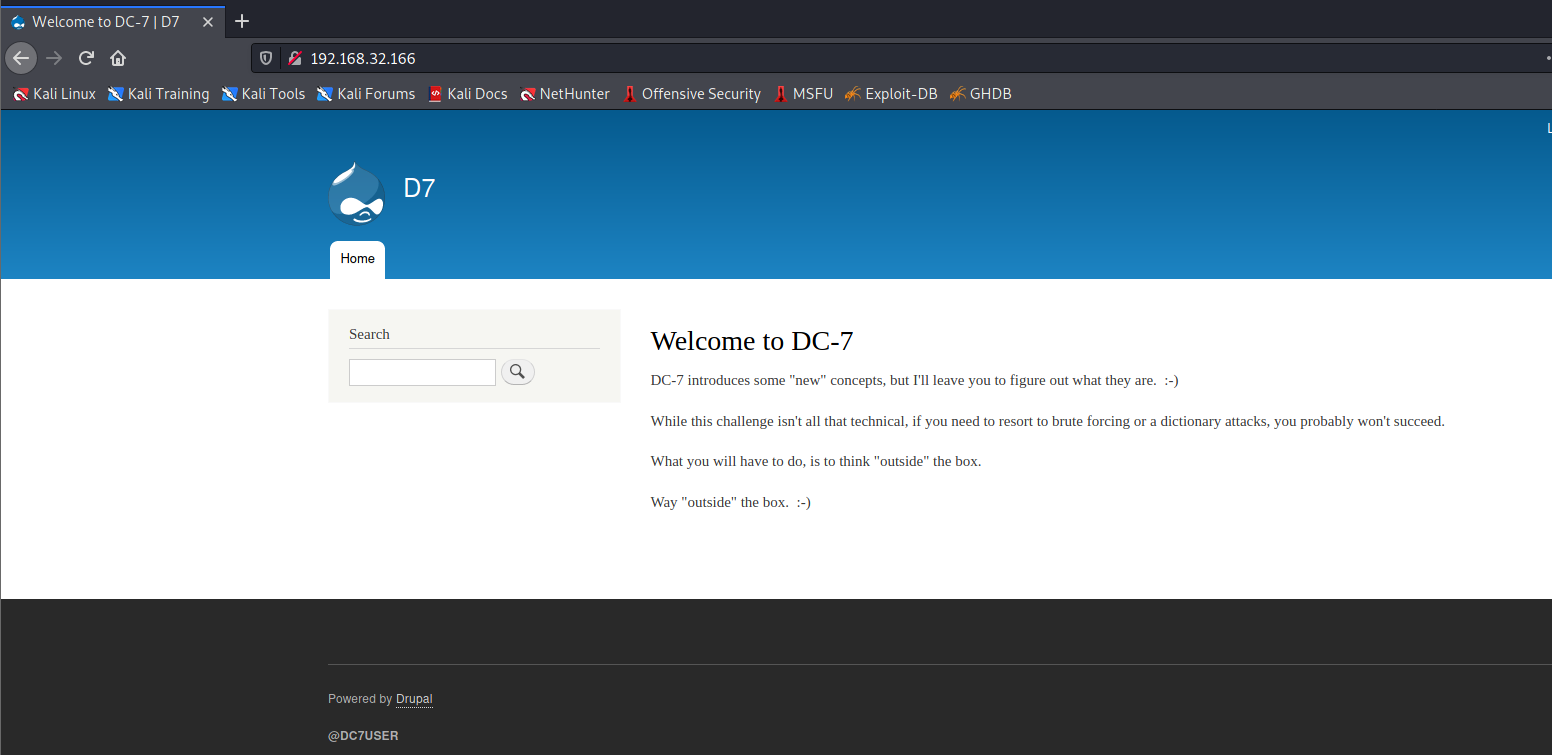 Welcome to DC-7 | D7
192.168.32.166
Kali Linux Kali Training Kali Tools Kali Forums Kali Docs NetHunter Offensive Security MSFU Exploit-DB GHDB
D7
Home
Search
Welcome to DC-7
DC-7 introduces some "new" concepts, but I'll leave you to figure out what they are.  :-)
While this challenge isn't all that technical, if you need to resort to brute forcing or a dictionary attacks, you probably won't succeed.
What you will have to do, is to think "outside" the box.
Way "outside" the box.  :-)
Powered by Drupal
@DC7USER